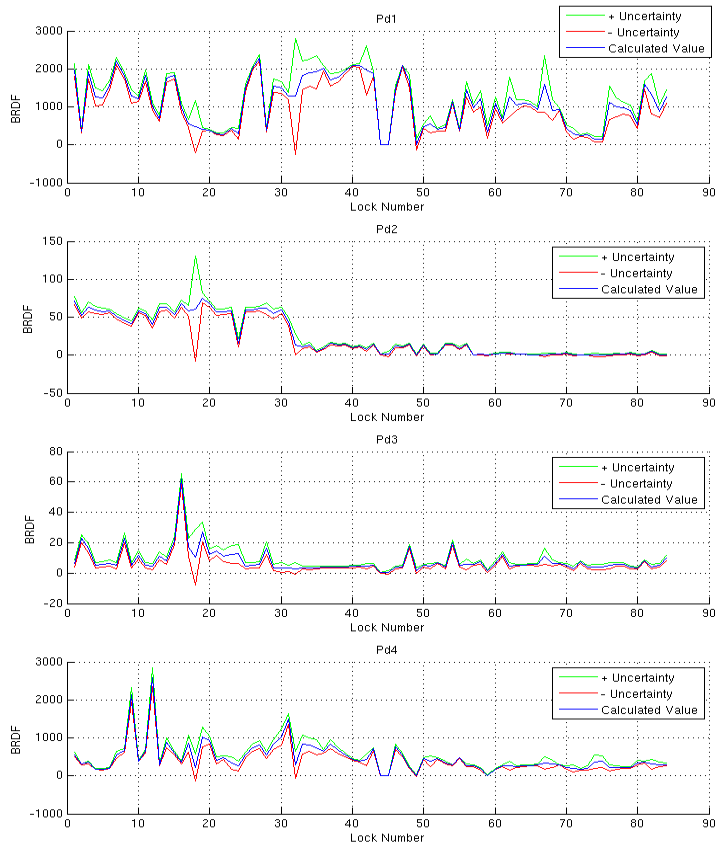 Pd1
3000
2000
1000
0
-1000
BRDF
+ Uncertainty
- Uncertainty
Calculated Value
0 10 20 30 40 50 60 70 80 90
Lock Number
Pd2
150
100
50
0
-50
BRDF
+ Uncertainty
- Uncertainty
Calculated Value
0 10 20 30 40 50 60 70 80 90
Lock Number
Pd3
80
60
40
20
0
-20
BRDF
+ Uncertainty
- Uncertainty
Calculated Value
0 10 20 30 40 50 60 70 80 90
Lock Number
Pd4
3000
2000
1000
0
-1000
BRDF
+ Uncertainty
- Uncertainty
Calculated Value
0 10 20 30 40 50 60 70 80 90
Lock Number